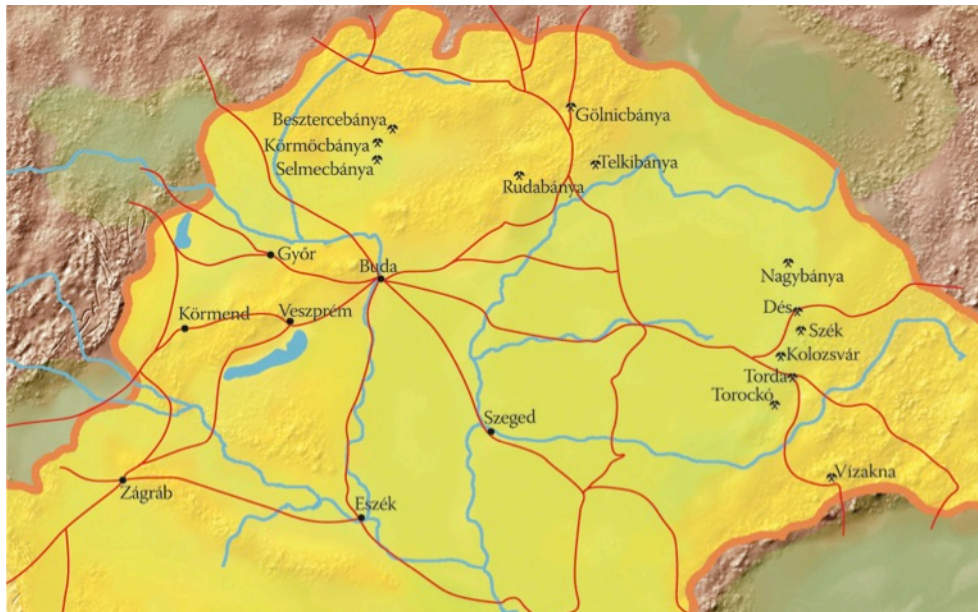 Besztercebánya
Körmöcbánya
Selmecbánya
Gölnicbánya
Telkibánya
Rudabánya
Győr
Buda
Nagybánya
Körmend
Veszprém
Dés
Szék
Kolozsvár
Torda
Torockó
Szeged
Vízakna
Zágráb
Eszék